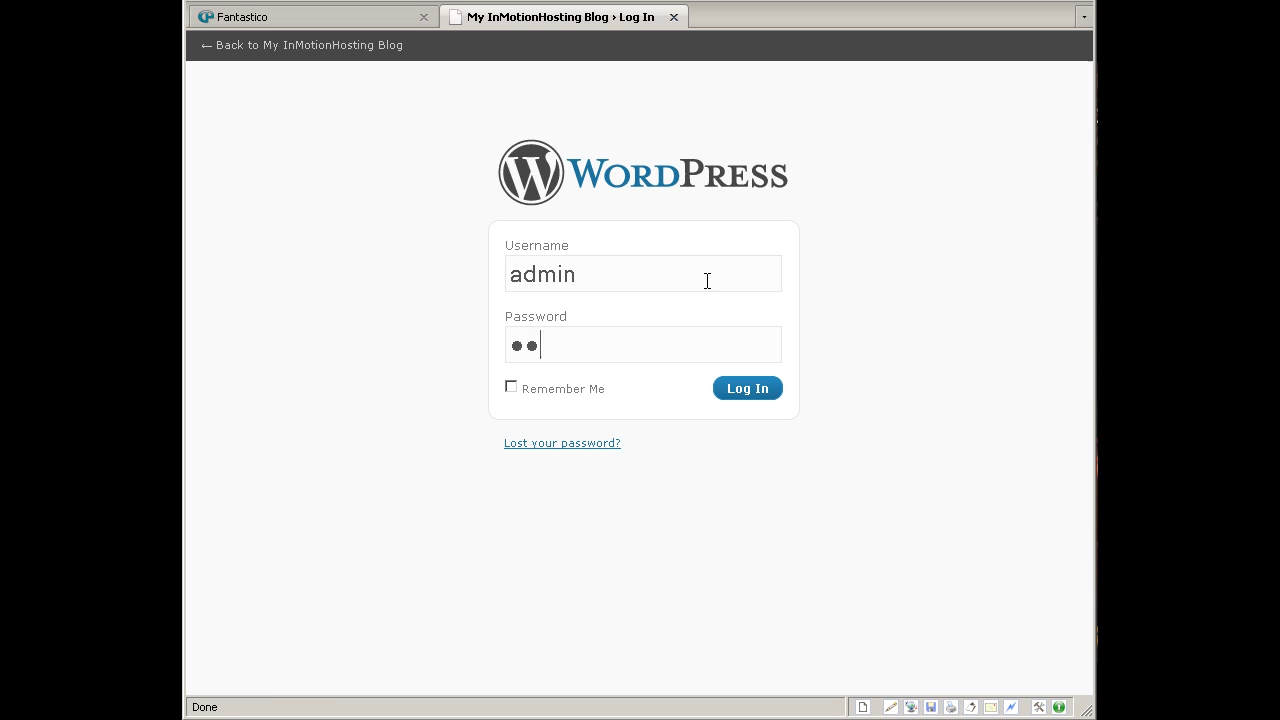 Fantastico
My InMotionHosting Blog › Log In
← Back to My InMotionHosting Blog
WORDPRESS
Username
admin
Password
Remember Me
Log In
Lost your password?
Done